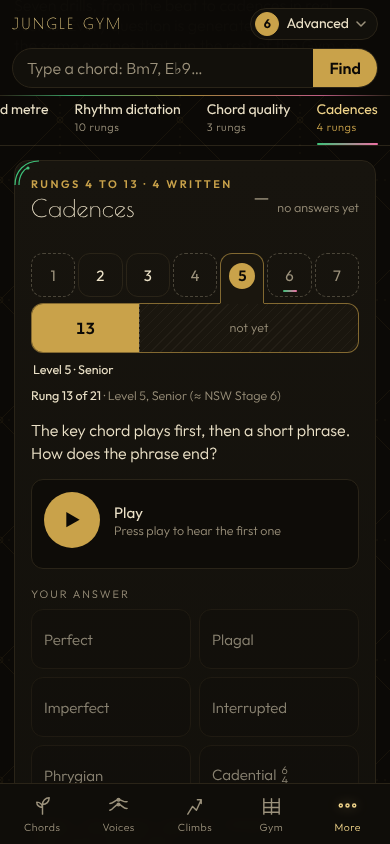 JUNGLE GYM
6 Advanced
Type a chord: Bm7, E♭9...
Find
d metre
Rhythm dictation
10 rungs
Chord quality
3 rungs
Cadences
4 rungs
RUNGS 4 TO 13 · 4 WRITTEN
Cadences
— no answers yet
1 2 3 4 5 6 7
13 not yet
Level 5 · Senior
Rung 13 of 21 · Level 5, Senior (≈ NSW Stage 6)
The key chord plays first, then a short phrase.
How does the phrase end?
Play
Press play to hear the first one
YOUR ANSWER
Perfect
Plagal
Imperfect
Interrupted
Phrygian
Cadential 6 4
Chords
Voices
Climbs
Gym
More